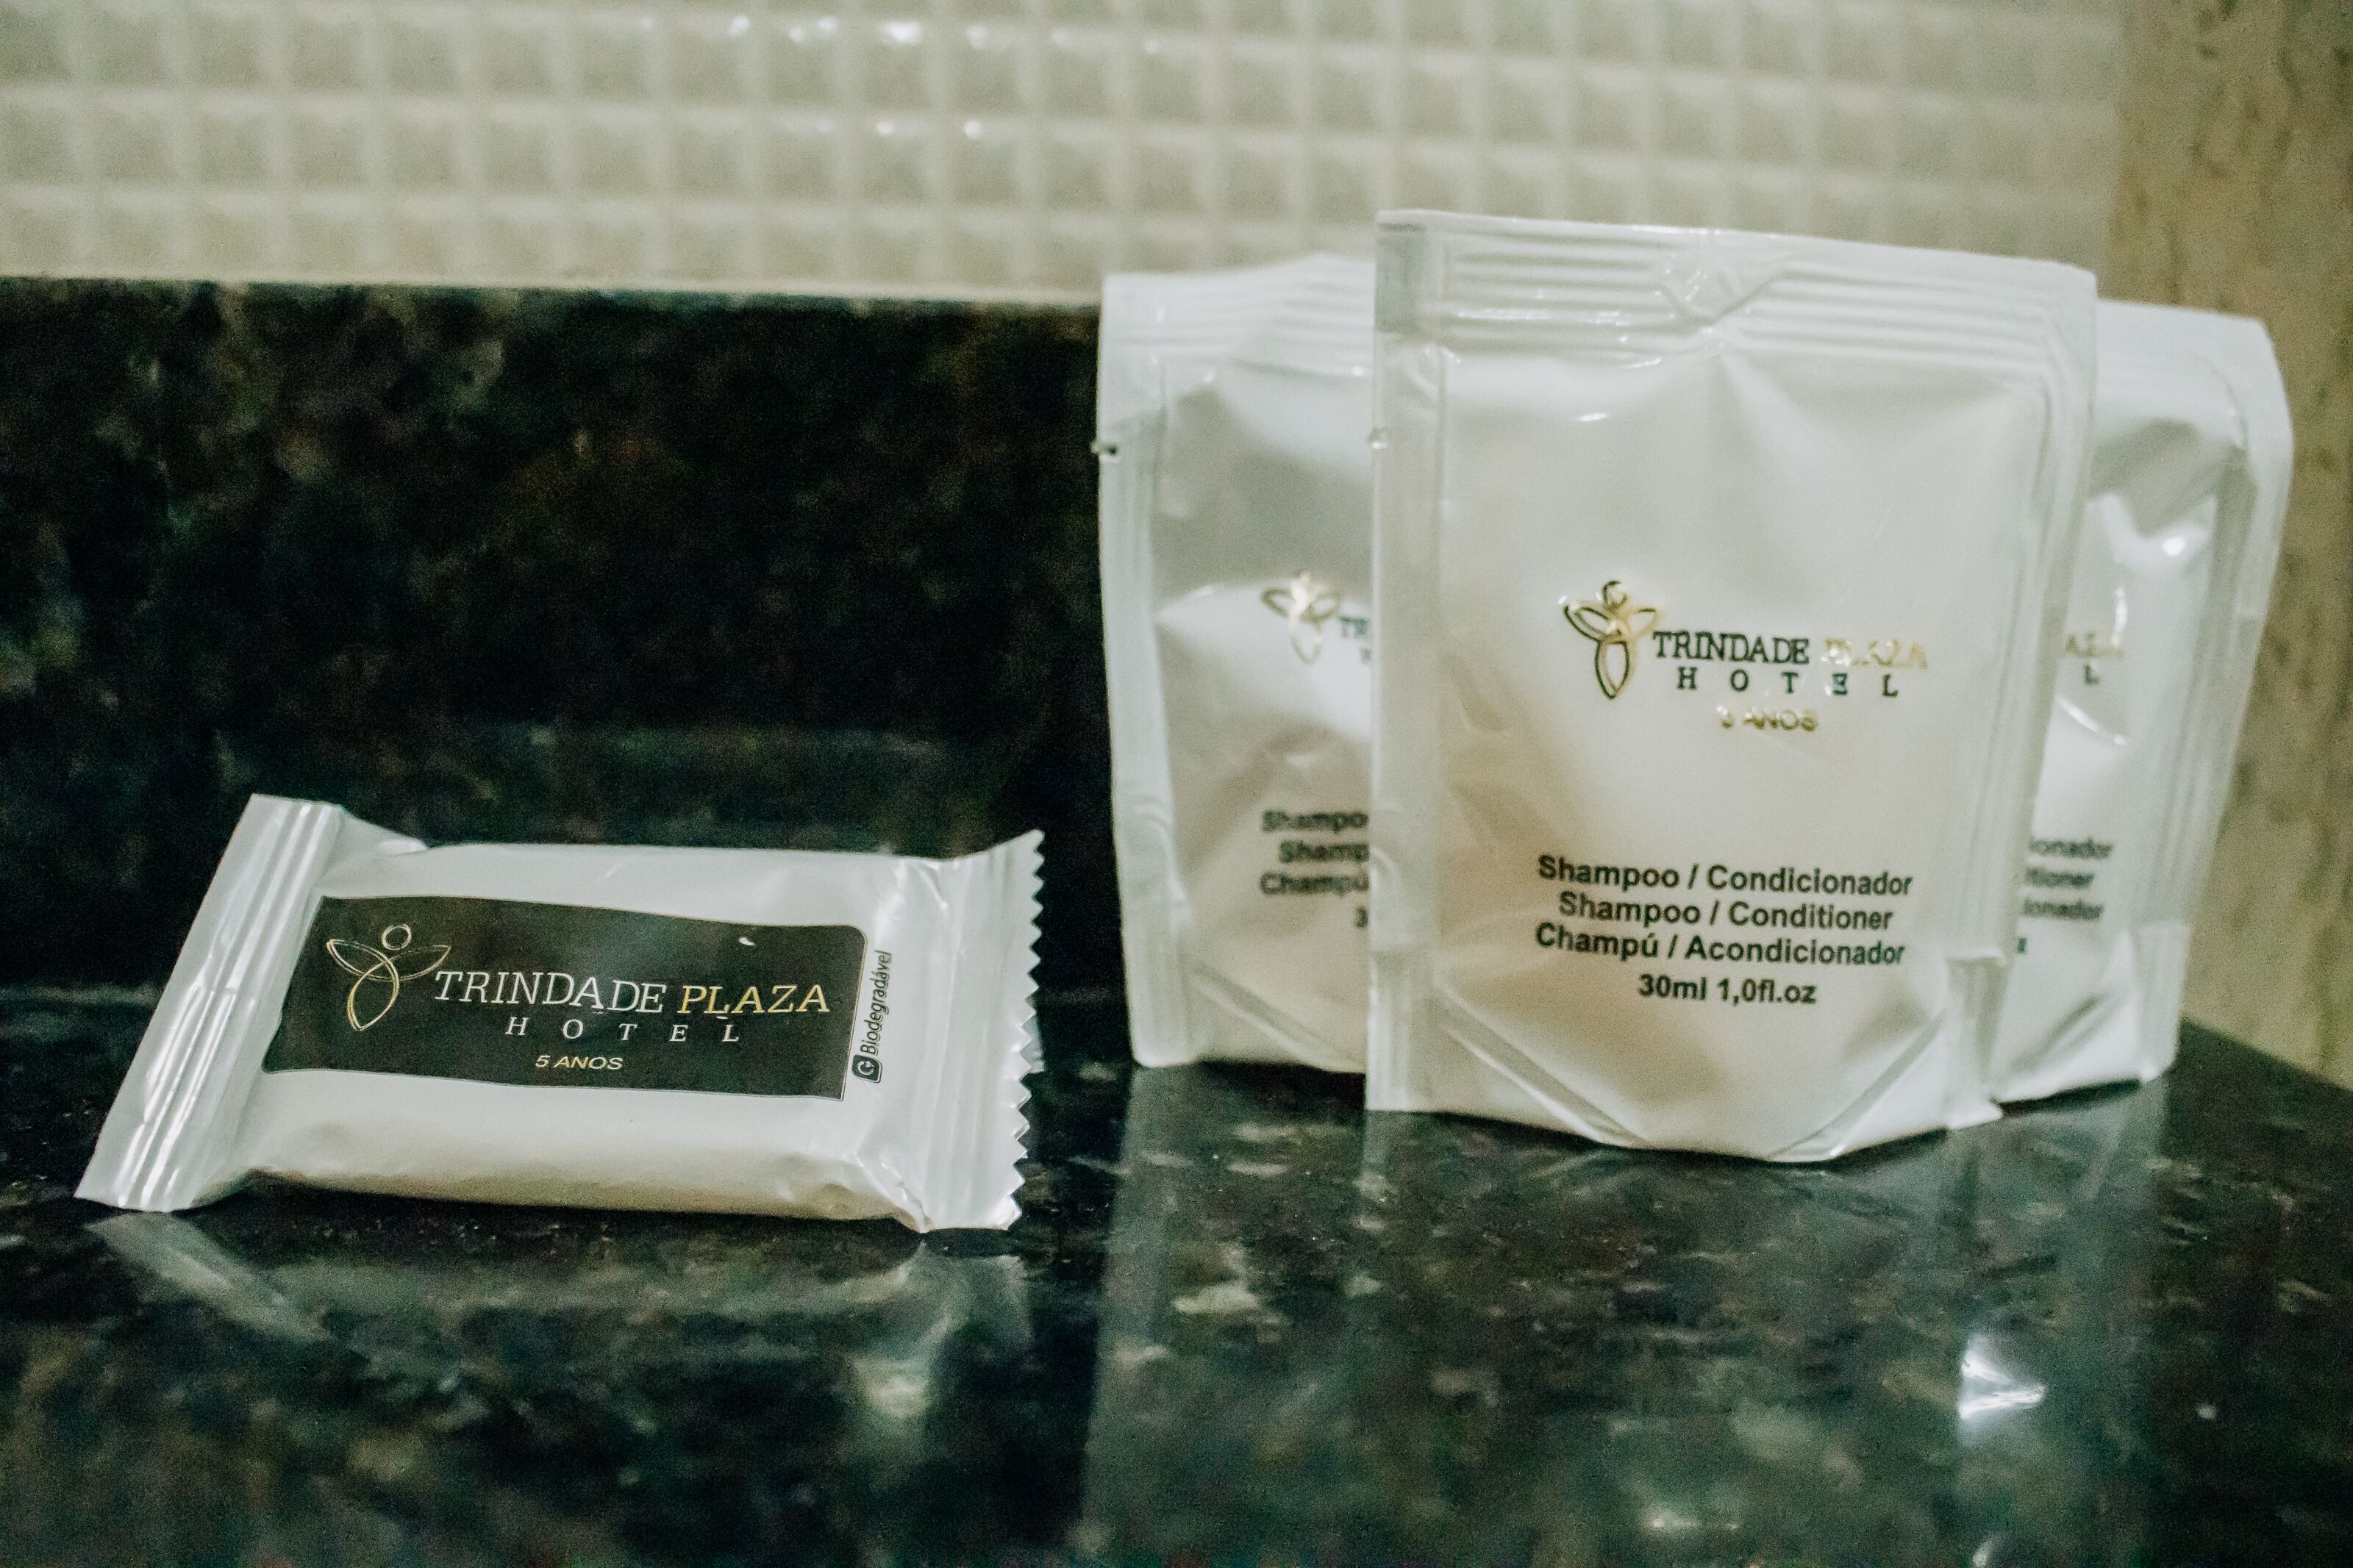 TRINDADE PLAZA
HOTEL
5 ANOS
Biodegradável
TRINDADE PLAZA
HOTEL
ANOS
Shampoo / Condicionador
Shampoo / Conditioner
Champú / Acondicionador
30ml 1,0fl.oz